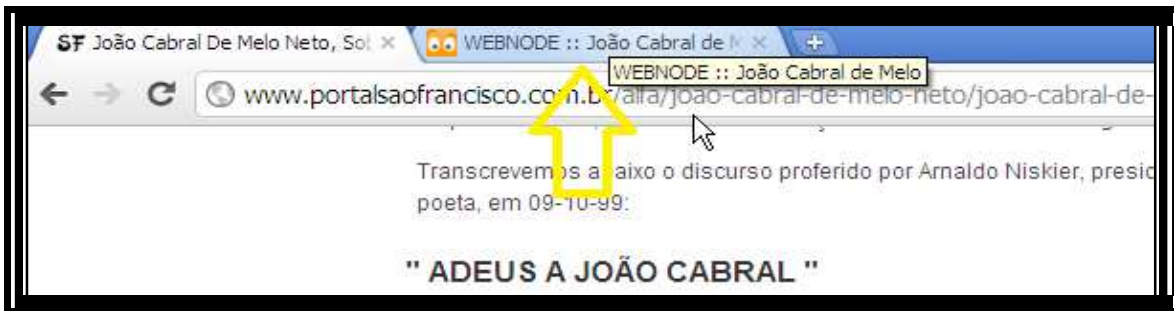 SF João Cabral De Melo Neto, Sol × WEBNODE :: João Cabral de M ×
WEBNODE :: João Cabral de Melo
www.portalsaofrancisco.com.br/alfa/joao-cabral-de-melo-neto/joao-cabral-de-
Transcrevemos abaixo o discurso proferido por Arnaldo Niskier, presid
poeta, em 09-10-99:
" ADEUS A JOÃO CABRAL "